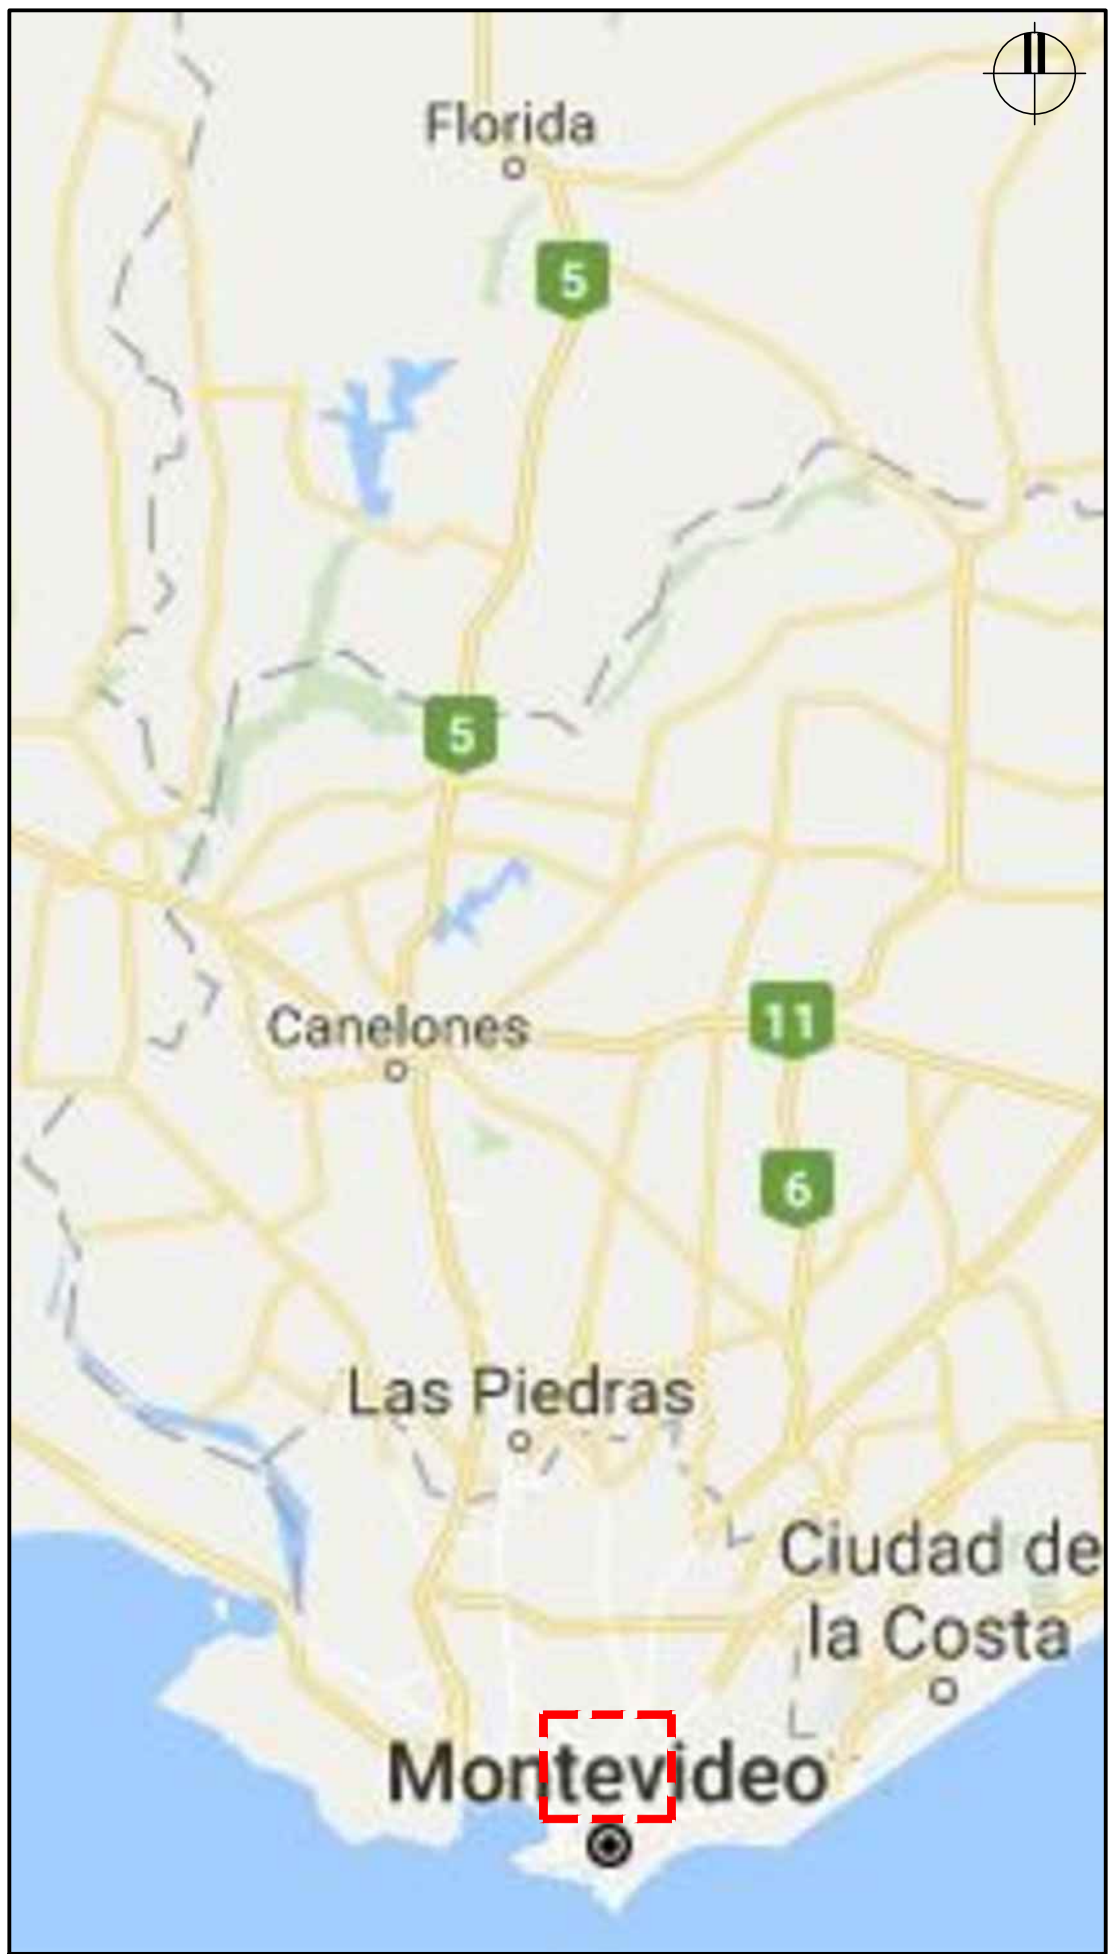 Florida
5
5
Canelones
11
6
Las Piedras
Ciudad de
la Costa
Montevideo